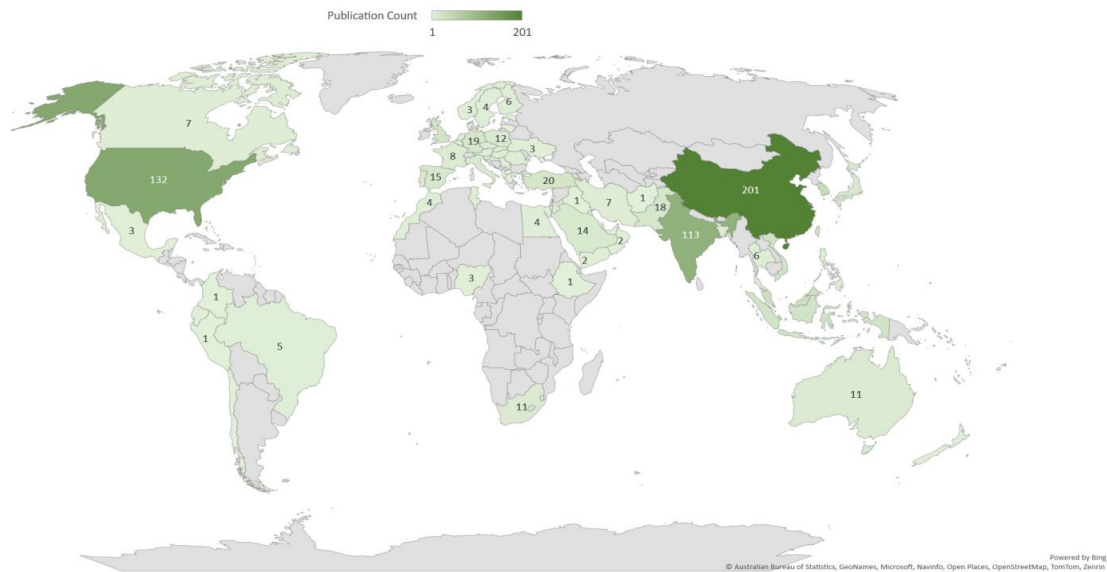 Publication Count
1 201
3 4 6
7
19 12
8 3
132 15 20
201
4 1 7 1
3 18
4 14 113
2
2 6
3 1
1
1 5
11 11
Powered by Bing
© Australian Bureau of Statistics, GeoNames, Microsoft, Navinfo, Open Places, OpenStreetMap, TomTom, Zenrin